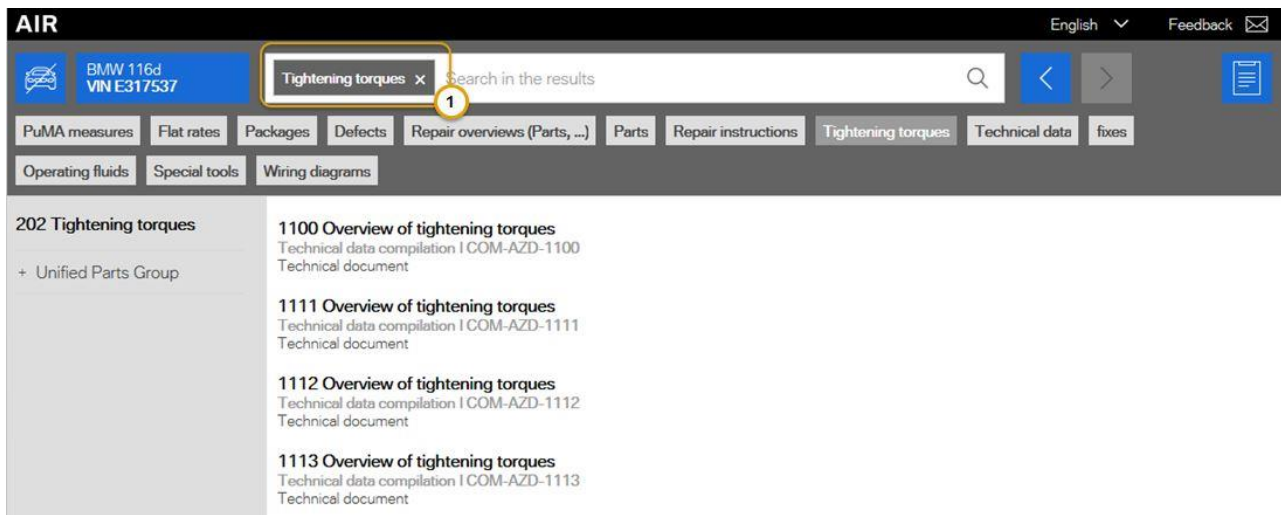 AIR
English
Feedback
BMW 116d
VIN E317537
Tightening torques x
Search in the results
1
PuMA measures
Flat rates
Packages
Defects
Repair overviews (Parts, ...)
Parts
Repair instructions
Tightening torques
Technical data
fixes
Operating fluids
Special tools
Wiring diagrams
202 Tightening torques
+ Unified Parts Group
1100 Overview of tightening torques
Technical data compilation | COM-AZD-1100
Technical document
1111 Overview of tightening torques
Technical data compilation | COM-AZD-1111
Technical document
1112 Overview of tightening torques
Technical data compilation | COM-AZD-1112
Technical document
1113 Overview of tightening torques
Technical data compilation | COM-AZD-1113
Technical document